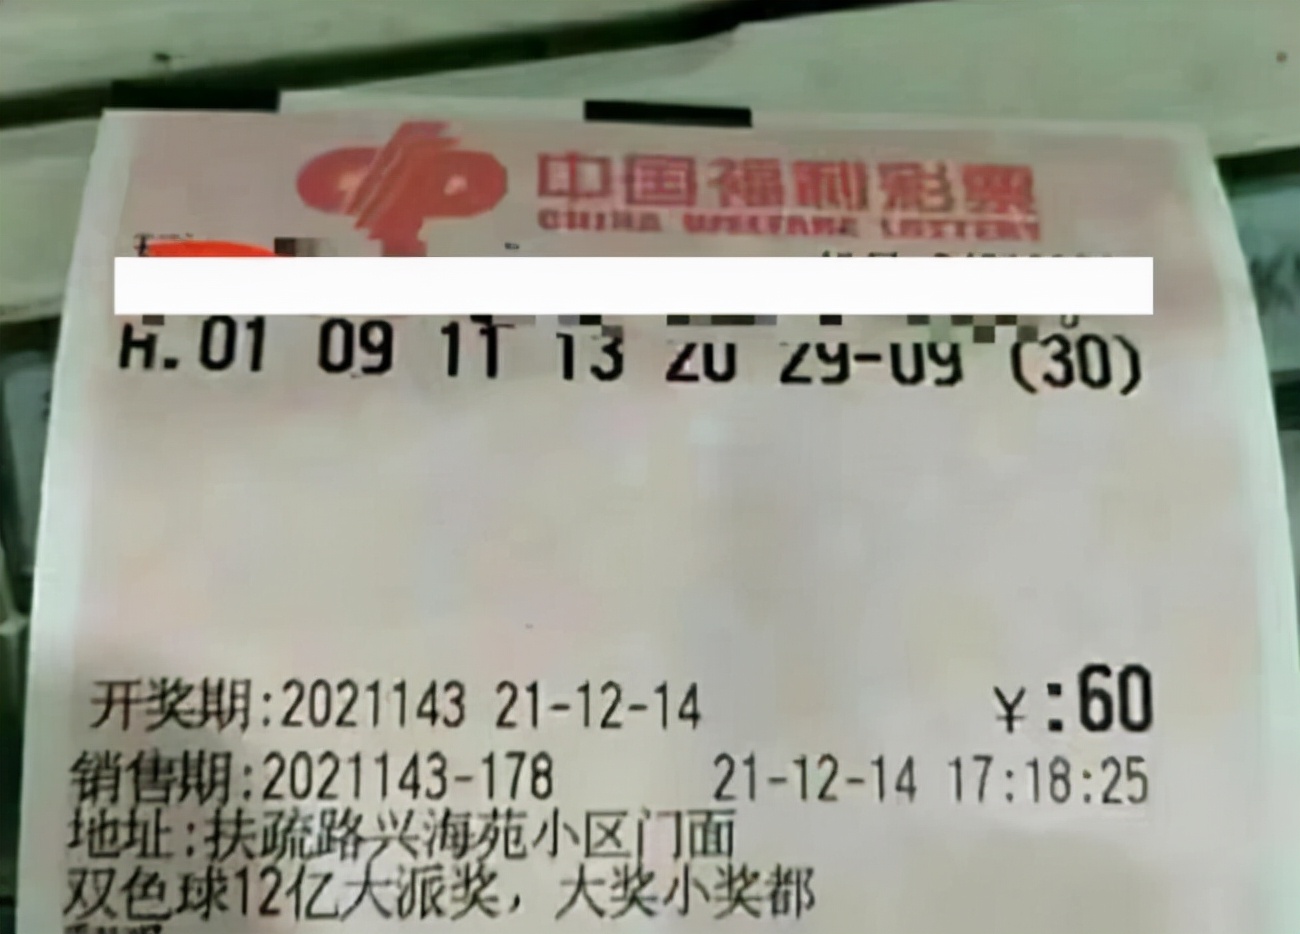 中国福利彩票
CHINA WELFARE LOTTERY
A.01 09 11 13 20 29-09 (30)
开奖期:2021143 21-12-14 ¥:60
销售期:2021143-178 21-12-14 17:18:25
地址:扶疏路兴海苑小区门面
双色球12亿大派奖，大奖小奖都